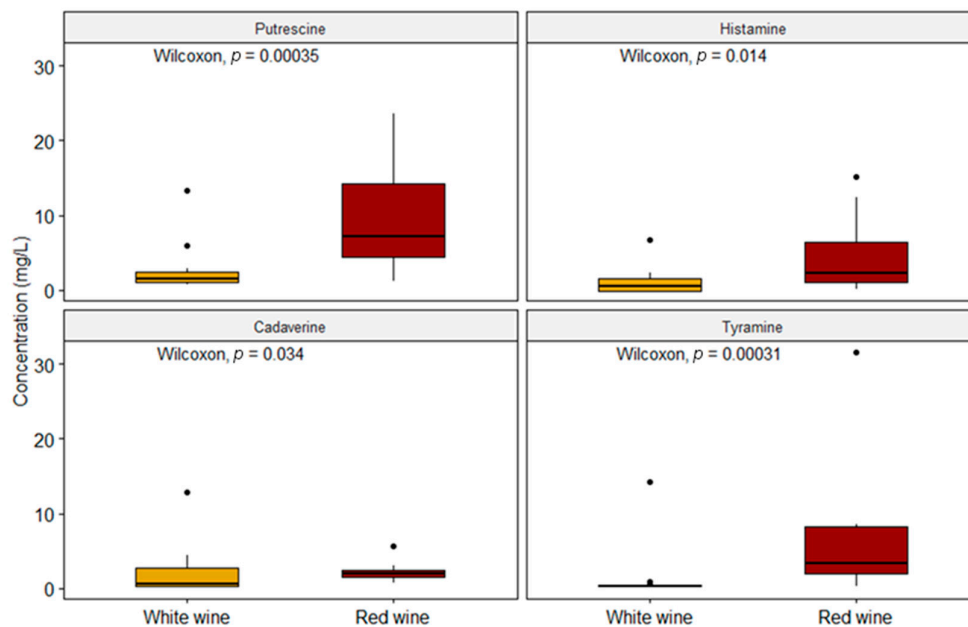 Putrescine
Histamine
Wilcoxon, p = 0.00035
Wilcoxon, p = 0.014
30
20
10
0
Cadaverine
Tyramine
Wilcoxon, p = 0.034
Wilcoxon, p = 0.00031
30
20
10
0
Concentration (mg/L)
White wine
Red wine
White wine
Red wine